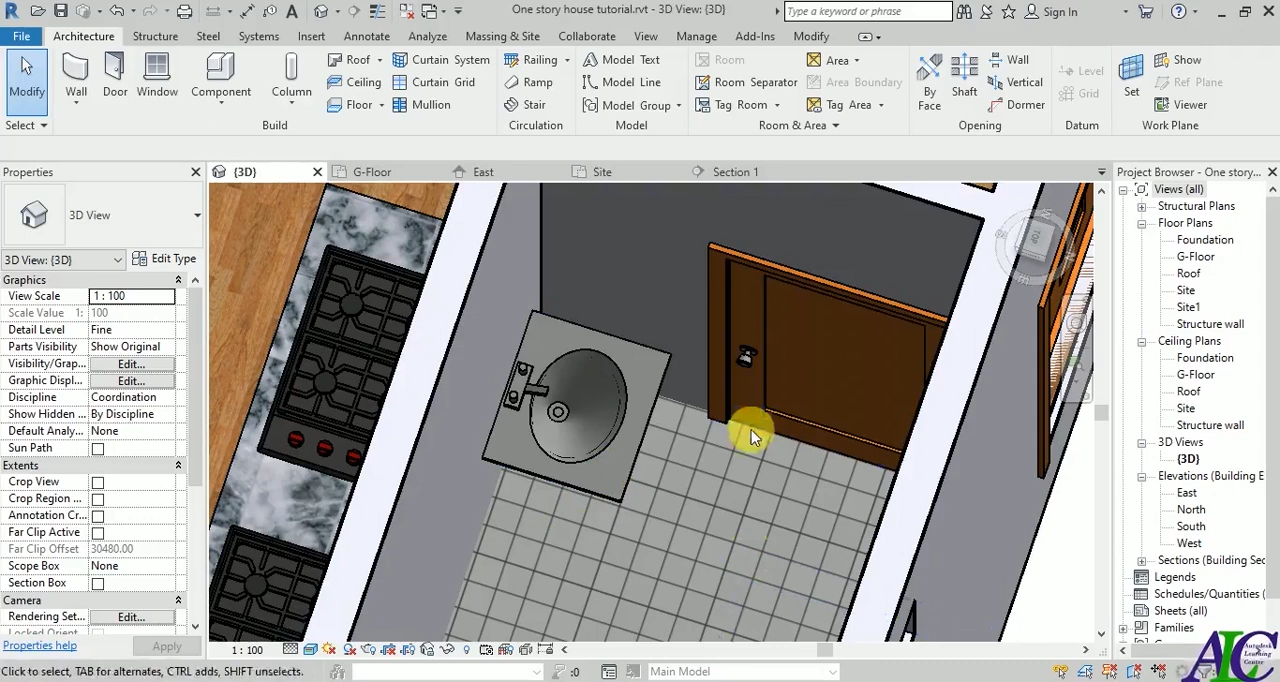 R
A
One story house tutorial.rvt - 3D View: {3D}
Type a keyword or phrase
Sign In
File
Architecture
Structure
Steel
Systems
Insert
Annotate
Analyze
Massing & Site
Collaborate
View
Manage
Add-Ins
Modify
Modify
Wall
Door
Window
Component
Column
Roof
Ceiling
Floor
Curtain System
Curtain Grid
Mullion
Railing
Ramp
Stair
Model Text
Model Line
Model Group
Room
Room Separator
Tag Room
Area
Area Boundary
Tag Area
By
Face
Shaft
Wall
Vertical
Dormer
Level
Grid
Set
Show
Ref Plane
Viewer
Select
Build
Circulation
Model
Room & Area
Opening
Datum
Work Plane
Properties
{3D}
G-Floor
East
Site
Section 1
Project Browser - One story...
3D View
3D View: {3D}
Edit Type
Graphics
View Scale
1 : 100
Scale Value 1:
100
Detail Level
Fine
Parts Visibility
Show Original
Visibility/Grap...
Edit...
Graphic Displ...
Edit...
Discipline
Coordination
Show Hidden ...
By Discipline
Default Analy...
None
Sun Path
Extents
Crop View
Crop Region ...
Annotation Cr...
Far Clip Active
Far Clip Offset
30480.00
Scope Box
None
Section Box
Camera
Rendering Set...
Edit...
Locked Orient
Properties help
Apply
TOP
Views (all)
Structural Plans
Floor Plans
Foundation
G-Floor
Roof
Site
Site1
Structure wall
Ceiling Plans
Foundation
G-Floor
Roof
Site
Structure wall
3D Views
{3D}
Elevations (Building E
East
North
South
West
Sections (Building Sec
Legends
Schedules/Quantities (
Sheets (all)
Families
1 : 100
Click to select, TAB for alternates, CTRL adds, SHIFT unselects.
:0
Main Model
ALC
Autodesk
Learning
Center